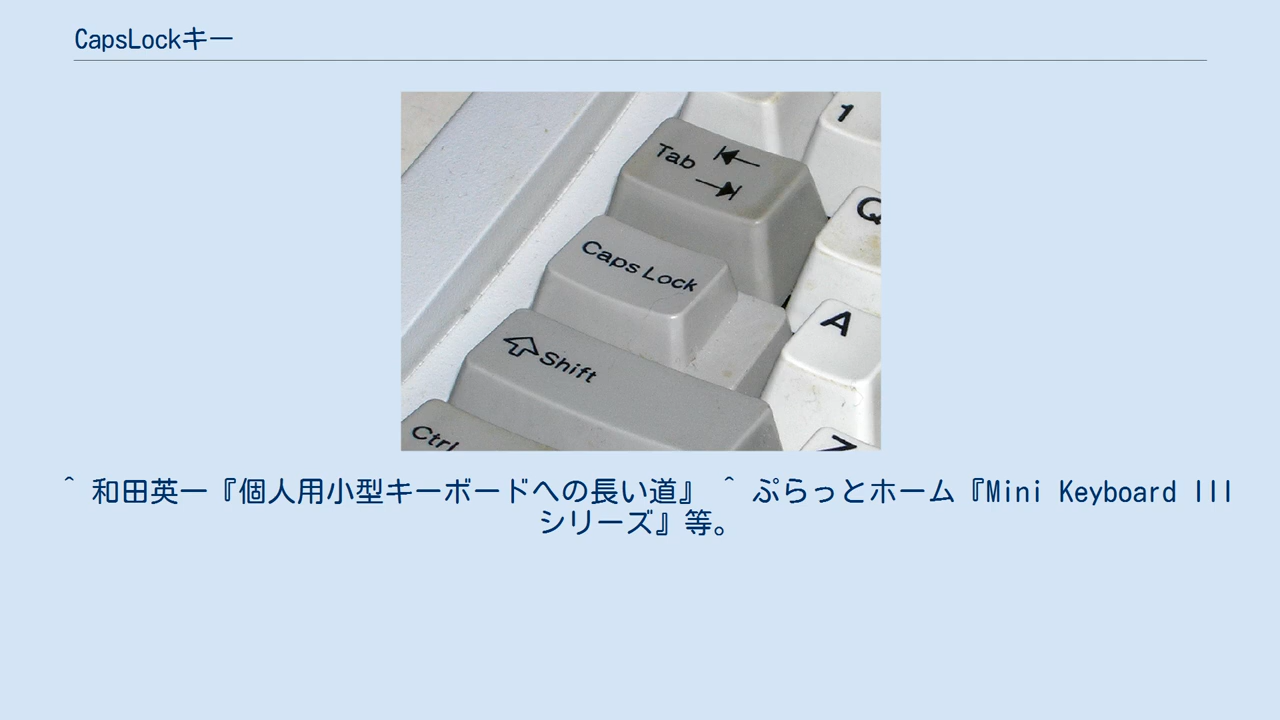 CapsLockキー
1
Tab
Q
Caps Lock
A
Shift
Ctrl
Z
^ 和田英一『個人用小型キーボードへの長い道』 ^ ぷらっとホーム『Mini Keyboard III
シリーズ』等。